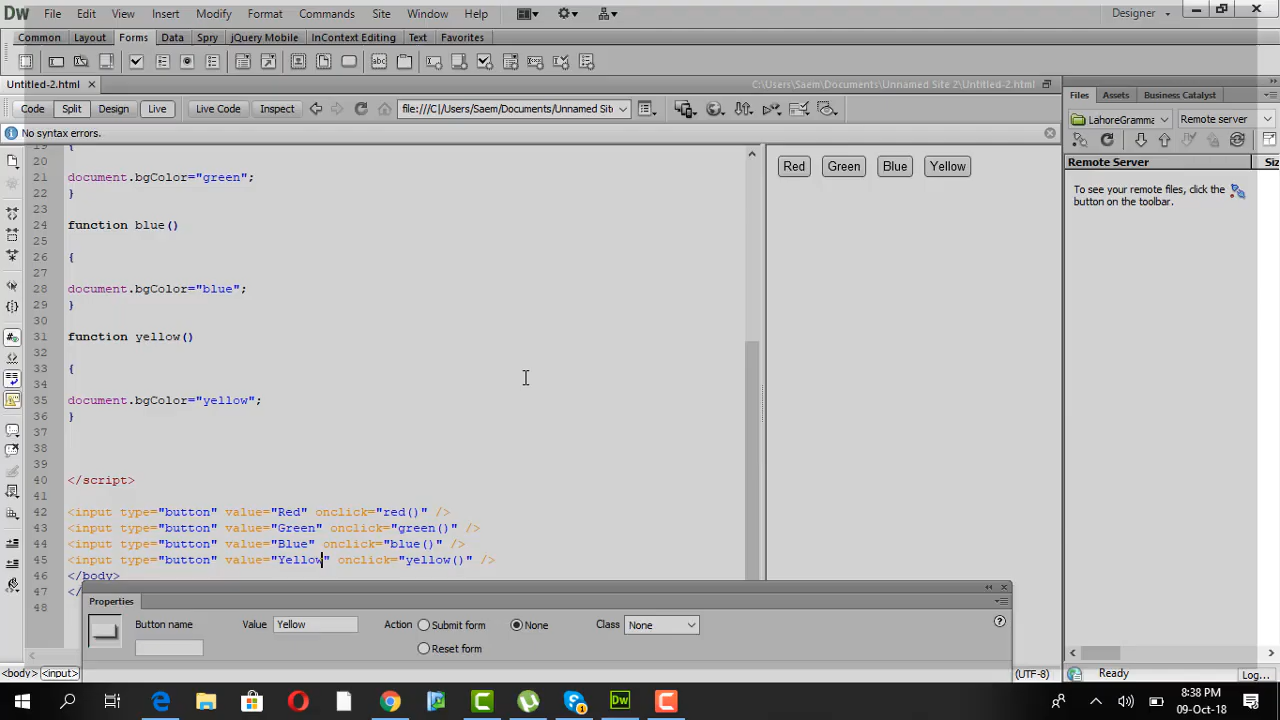 Dw File Edit View Insert Modify Format Commands Site Window Help Designer
Common Layout Forms Data Spry jQuery Mobile InContext Editing Text Favorites
Untitled-2.html C:\Users\Saem\Documents\Unnamed Site 2\Untitled-2.html
Files Assets Business Catalyst
Code Split Design Live Live Code Inspect file:///C|/Users/Saem/Documents/Unnamed Sit
LahoreGramma Remote server
No syntax errors.
Remote Server Siz
To see your remote files, click the
button on the toolbar.
Red Green Blue Yellow
19 {
20
21 document.bgColor="green";
22 }
23
24 function blue()
25
26 {
27
28 document.bgColor="blue";
29 }
30
31 function yellow()
32
33 {
34
35 document.bgColor="yellow";
36 }
37
38
39
40 </script>
41
42 <input type="button" value="Red" onclick="red()" />
43 <input type="button" value="Green" onclick="green()" />
44 <input type="button" value="Blue" onclick="blue()" />
45 <input type="button" value="Yellow" onclick="yellow()" />
46 </body>
47 </
48
Properties
Button name Value Yellow Action Submit form None Class None
Reset form
<body> <input> (UTF-8) Ready Log...
8:38 PM
09-Oct-18